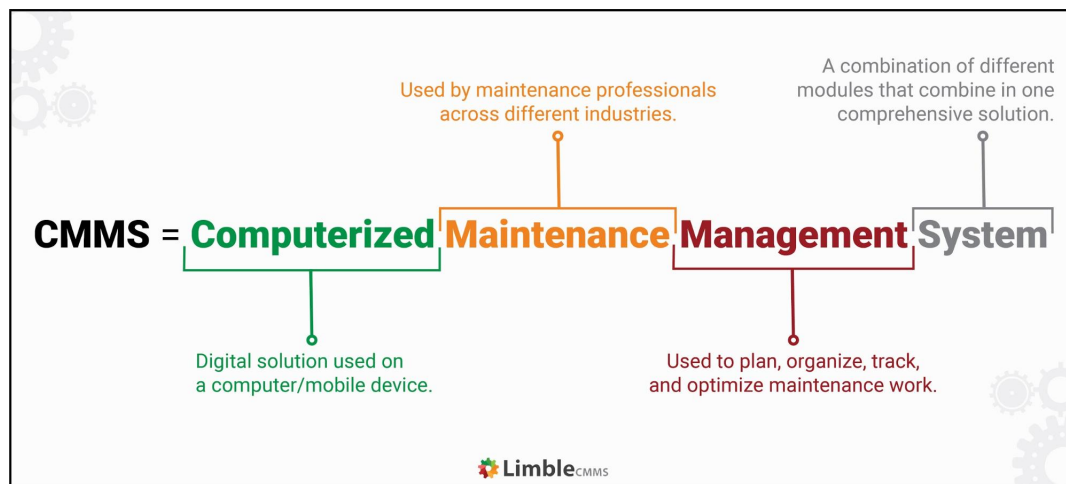 A combination of different
modules that combine in one
comprehensive solution.
Used by maintenance professionals
across different industries.
CMMS = Computerized Maintenance Management System
Digital solution used on
a computer/mobile device.
Used to plan, organize, track,
and optimize maintenance work.
Limble CMMS